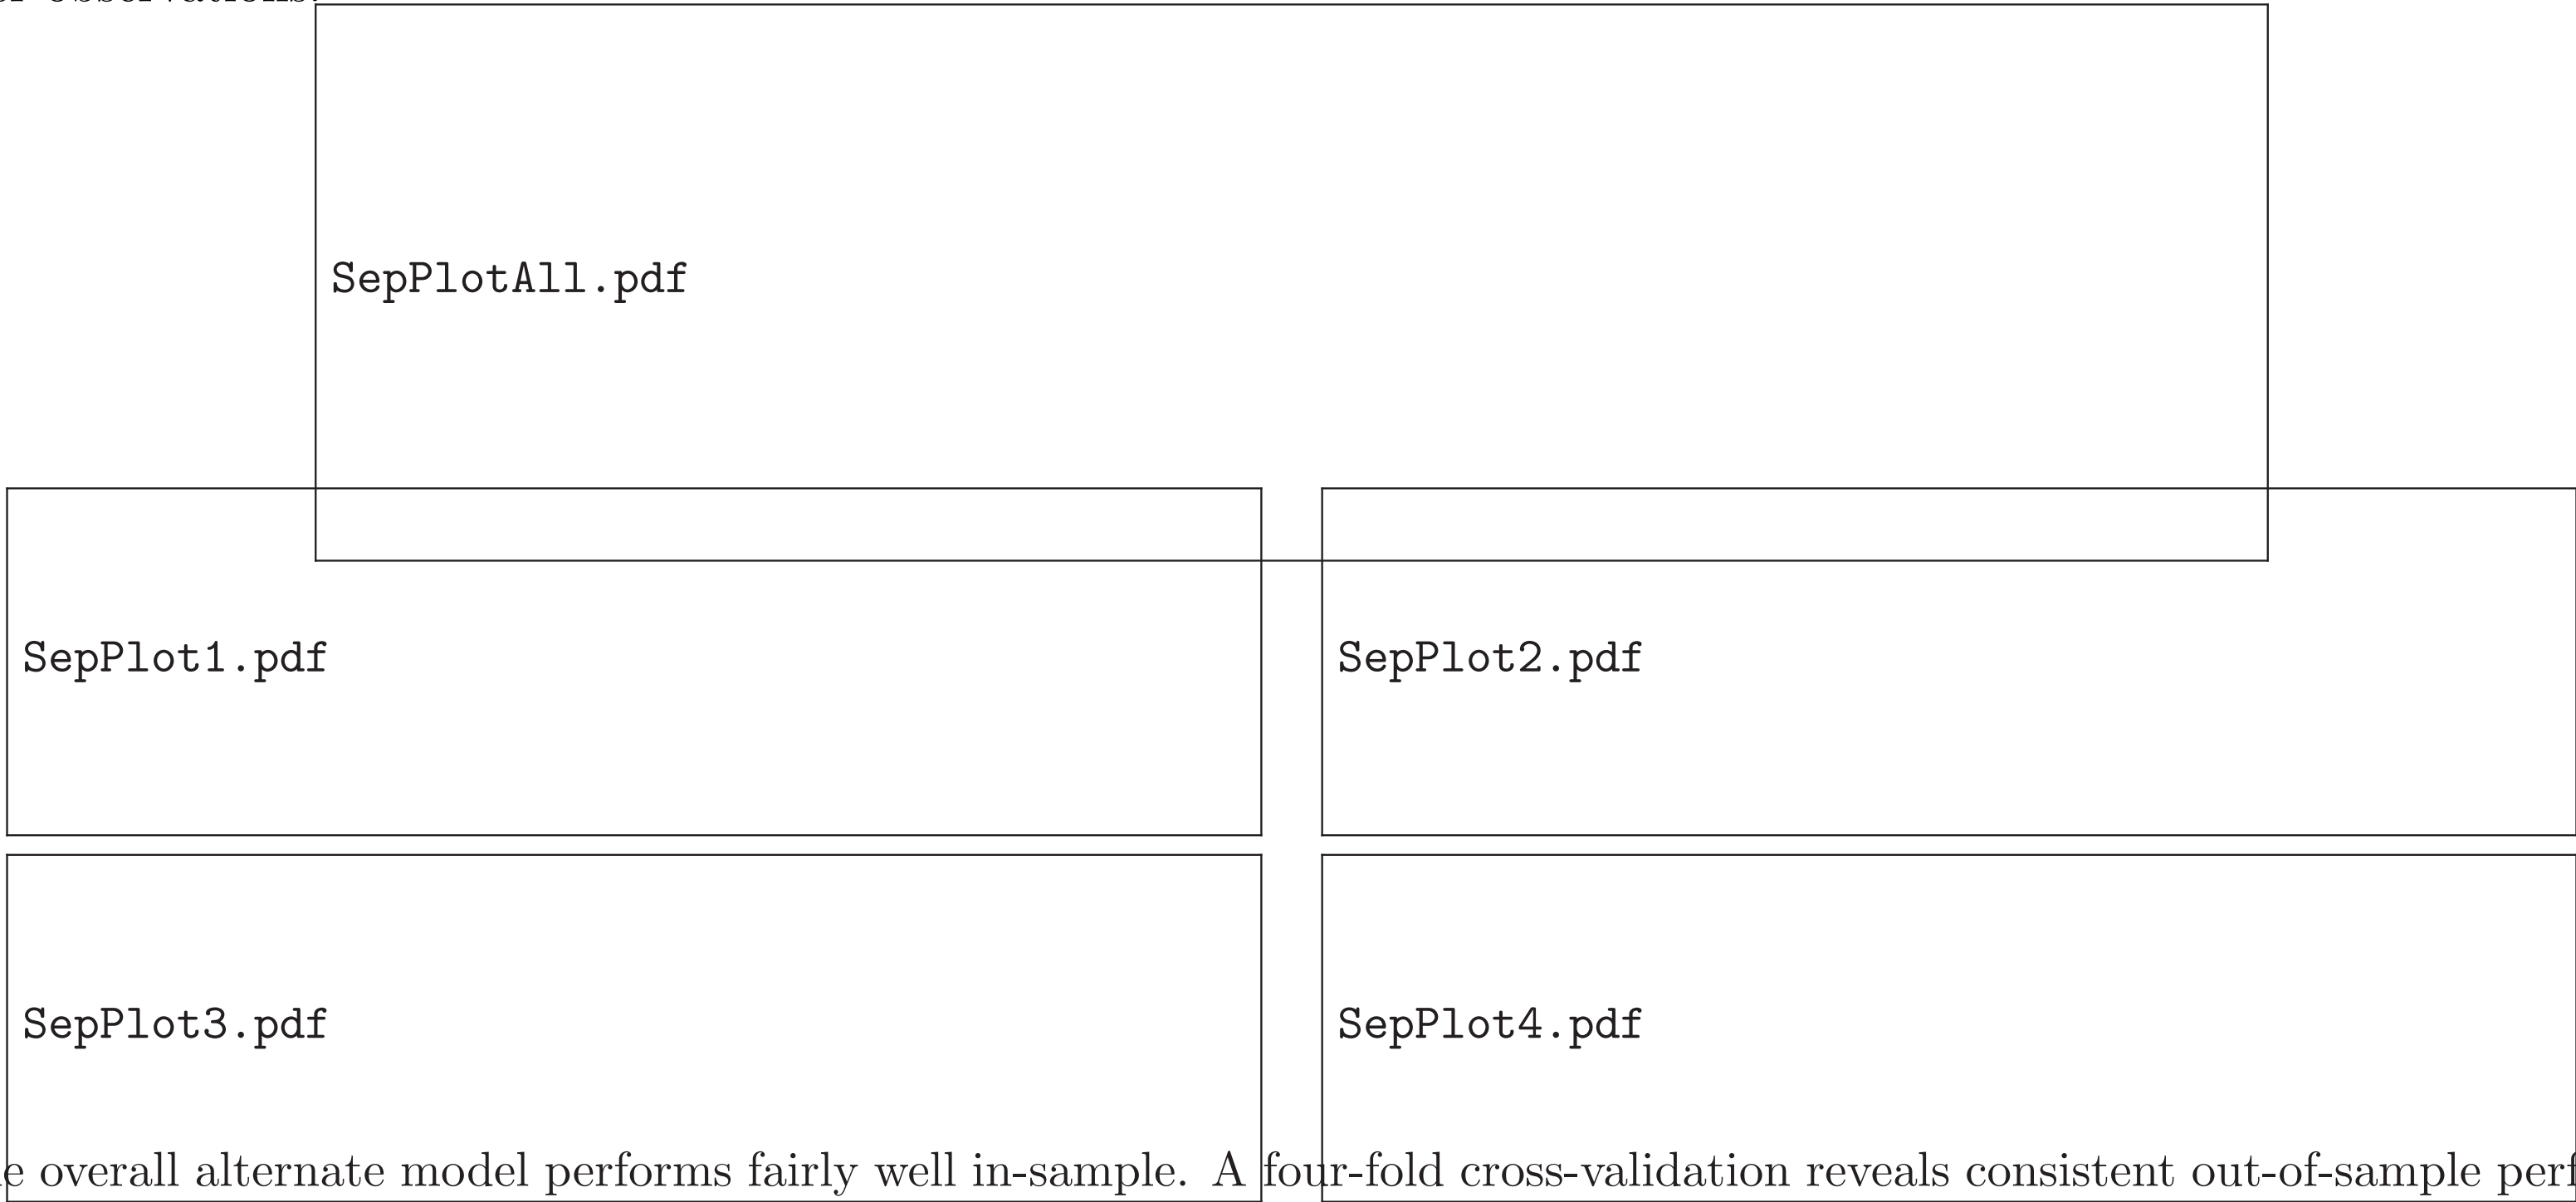 observations.
SepPlotAll.pdf
SepPlot1.pdf
SepPlot2.pdf
SepPlot3.pdf
SepPlot4.pdf
overall alternate model performs fairly well in-sample. A four-fold cross-validation reveals consistent out-of-sample